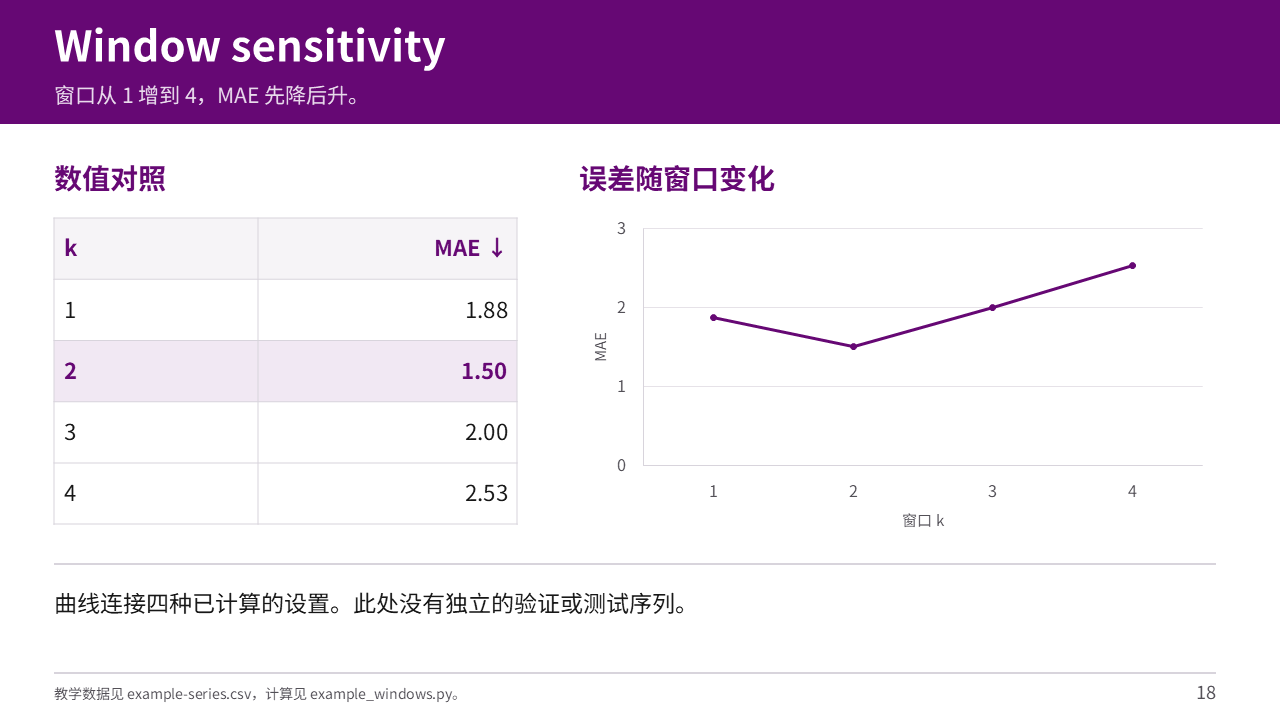 Window sensitivity
窗口从 1 增到 4，MAE 先降后升。
数值对照
k MAE ↓
1 1.88
2 1.50
3 2.00
4 2.53
误差随窗口变化
3
2
1
0
MAE
1 2 3 4
窗口 k
曲线连接四种已计算的设置。此处没有独立的验证或测试序列。
教学数据见 example-series.csv，计算见 example_windows.py。
18